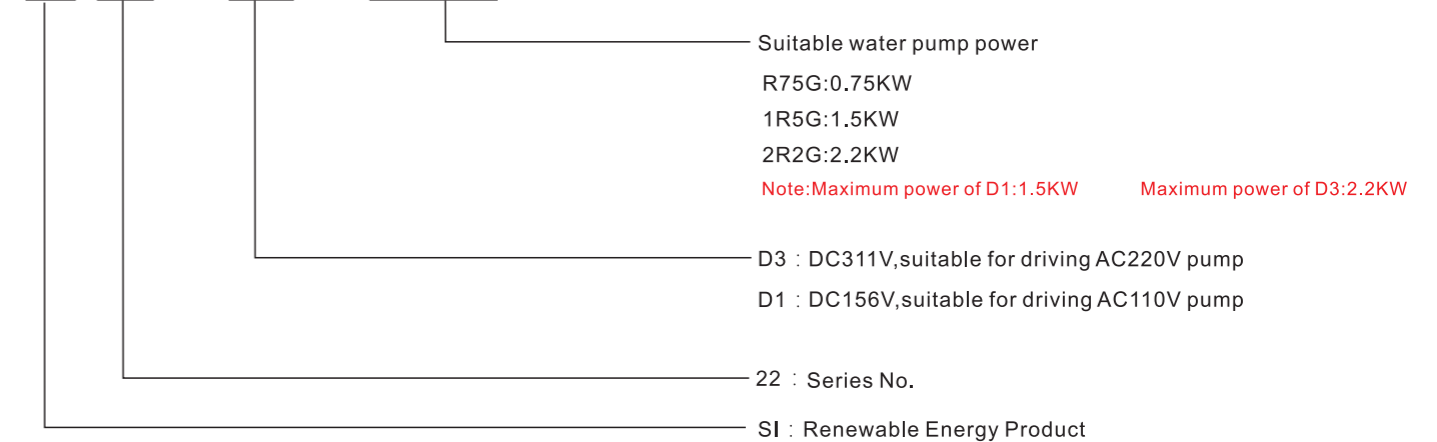 Suitable water pump power
R75G:0.75KW
1R5G:1.5KW
2R2G:2.2KW
Note:Maximum power of D1:1.5KW Maximum power of D3:2.2KW
D3 : DC311V,suitable for driving AC220V pump
D1 : DC156V,suitable for driving AC110V pump
22 : Series No.
SI : Renewable Energy Product